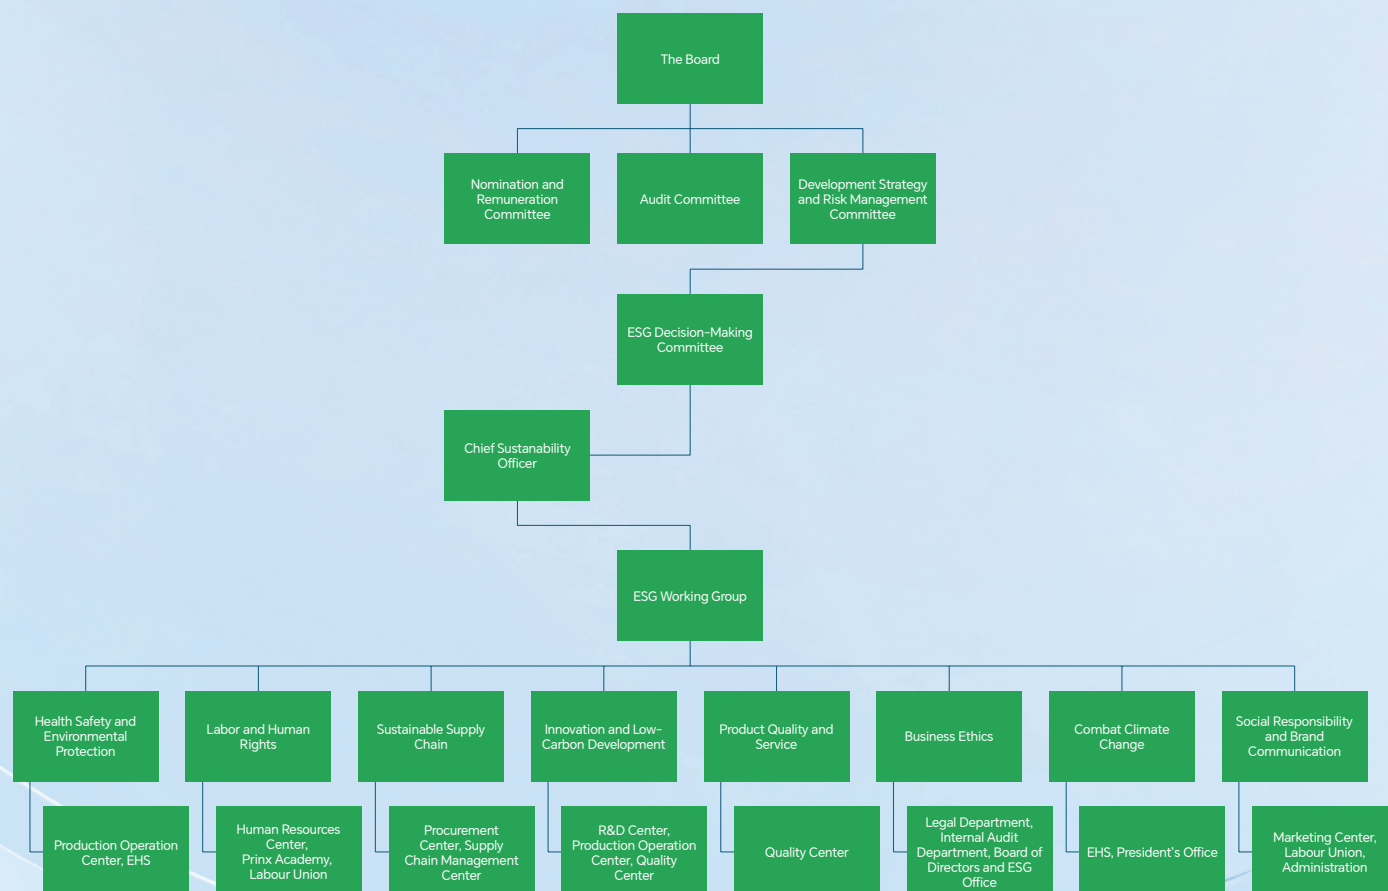 The Board
Nomination and
Remuneration
Committee
Audit Committee
Development Strategy
and Risk Management
Committee
ESG Decision-Making
Committee
Chief Sustanability
Officer
ESG Working Group
Health Safety and
Environmental
Protection
Labor and Human
Rights
Sustainable Supply
Chain
Innovation and Low-
Carbon Development
Product Quality and
Service
Business Ethics
Combat Climate
Change
Social Responsibility
and Brand
Communication
Production Operation
Center, EHS
Human Resources
Center,
Prinx Academy,
Labour Union
Procurement
Center, Supply
Chain Management
Center
R&D Center,
Production Operation
Center, Quality
Center
Quality Center
Legal Department,
Internal Audit
Department, Board of
Directors and ESG
Office
EHS, President's Office
Marketing Center,
Labour Union,
Administration